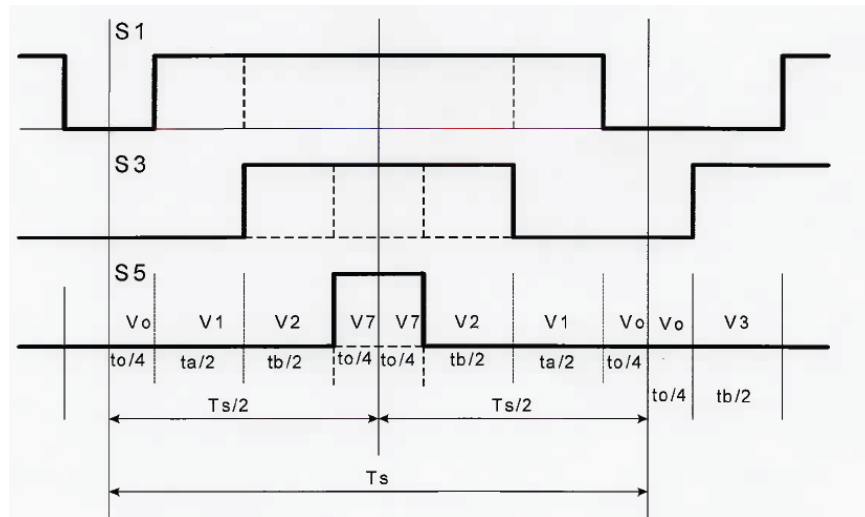 S1
S3
S5
Vo V1 V2 V7 V7 V2 V1 Vo Vo V3
to/4 ta/2 tb/2 to/4 to/4 tb/2 ta/2 to/4
to/4 tb/2
Ts/2 Ts/2
Ts